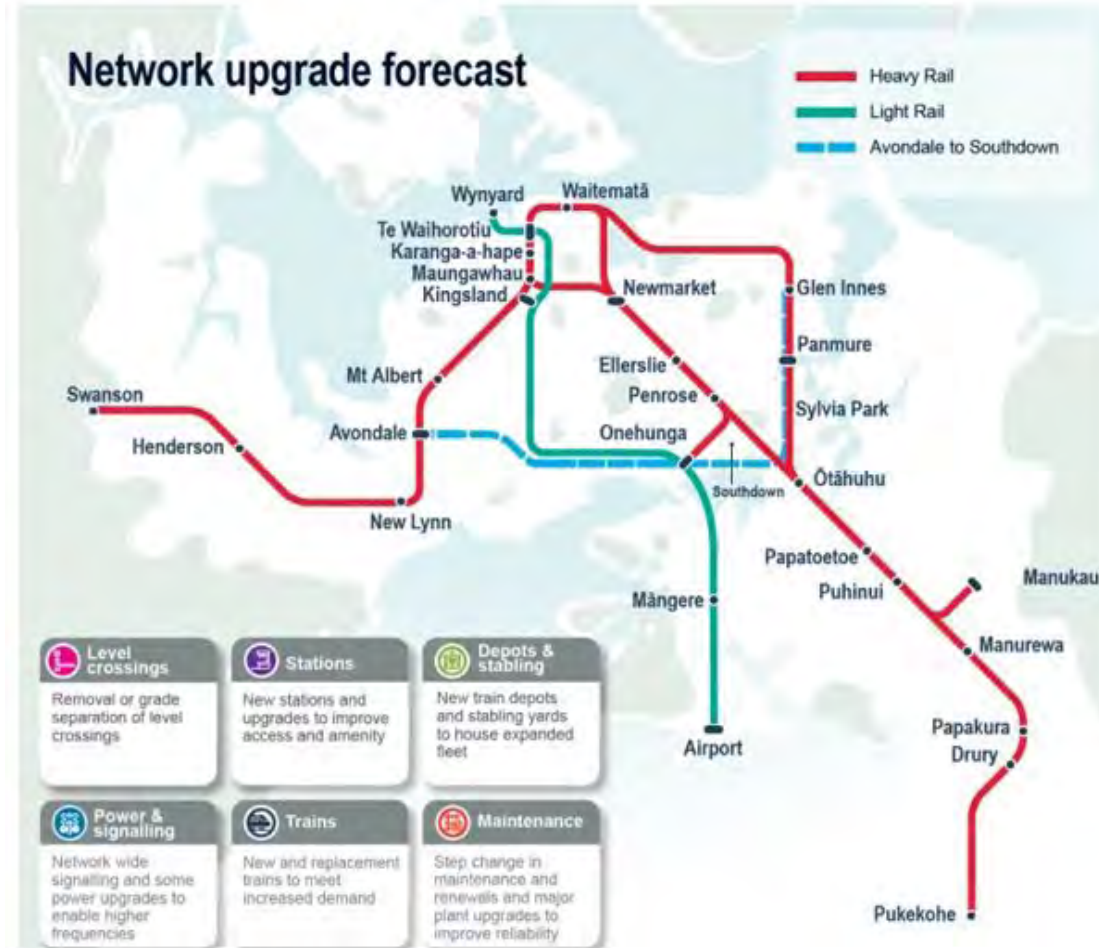 Network upgrade forecast
Heavy Rail
Light Rail
Avondale to Southdown
Wynyard
Waitematā
Te Waihorotiu
Karanga-a-hape
Maungawhau
Kingsland
Newmarket
Glen Innes
Panmure
Ellerslie
Mt Albert
Penrose
Sylvia Park
Swanson
Henderson
Avondale
Onehunga
Southdown
Ōtāhuhu
New Lynn
Papatoetoe
Puhinui
Manukau
Māngere
Manurewa
Papakura
Drury
Airport
Pukekohe
Level
crossings
Removal or grade
separation of level
crossings
Stations
New stations and
upgrades to improve
access and amenity
Depots &
stabling
New train depots
and stabling yards
to house expanded
fleet
Power &
signalling
Network wide
signalling and some
power upgrades to
enable higher
frequencies
Trains
New and replacement
trains to meet
increased demand
Maintenance
Step change in
maintenance and
renewals and major
plant upgrades to
improve reliability